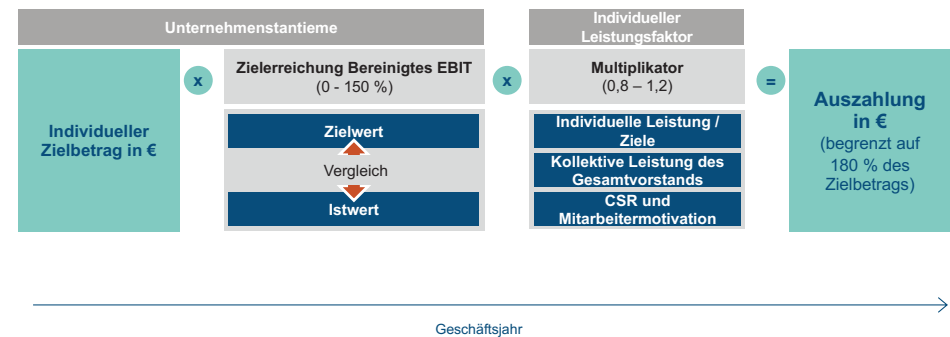 Unternehmenstantieme
Individueller
Leistungsfaktor
Individueller
Zielbetrag in €
x
Zielerreichung Bereinigtes EBIT
(0 - 150 %)
Zielwert
Vergleich
Istwert
x
Multiplikator
(0,8 – 1,2)
Individuelle Leistung /
Ziele
Kollektive Leistung des
Gesamtvorstands
CSR und
Mitarbeitermotivation
=
Auszahlung
in €
(begrenzt auf
180 % des
Zielbetrags)
Geschäftsjahr